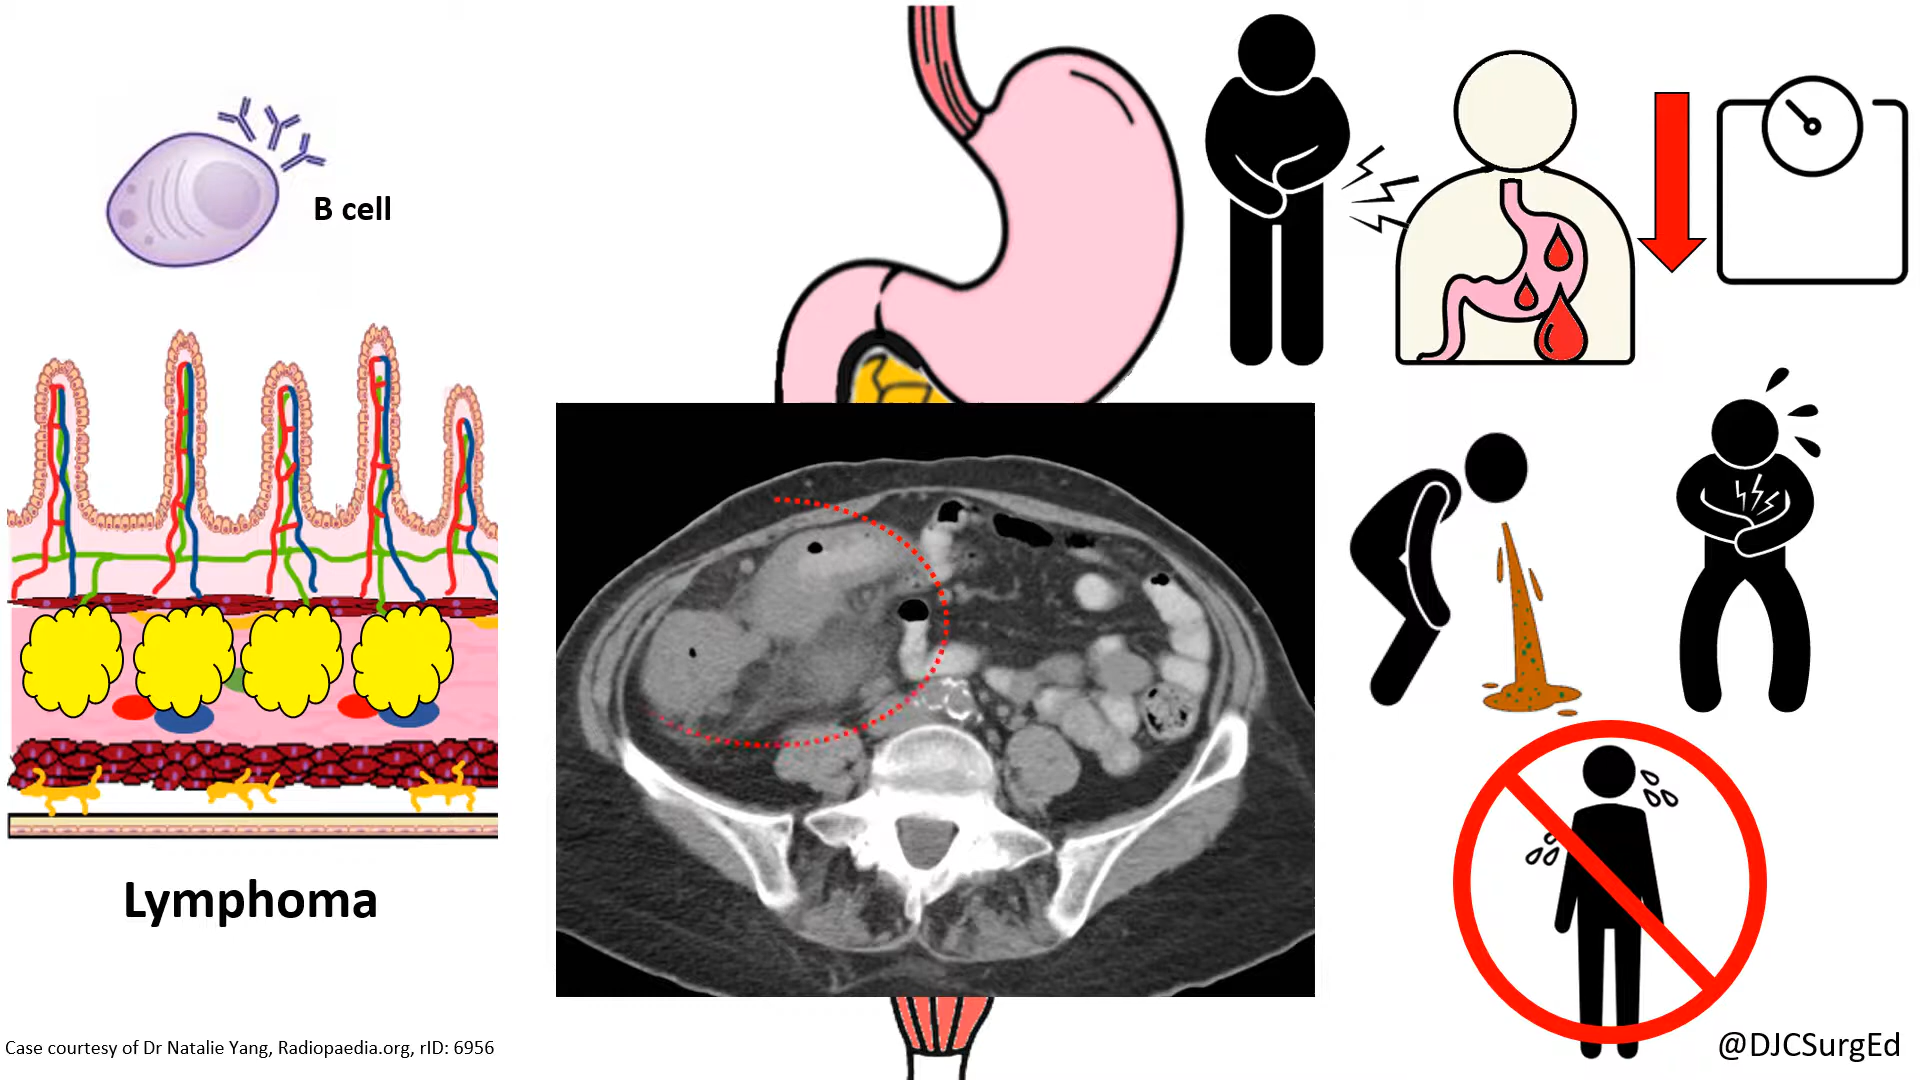 B cell
Lymphoma
Case courtesy of Dr Natalie Yang, Radiopaedia.org, rID: 6956
@DJCSurgEd